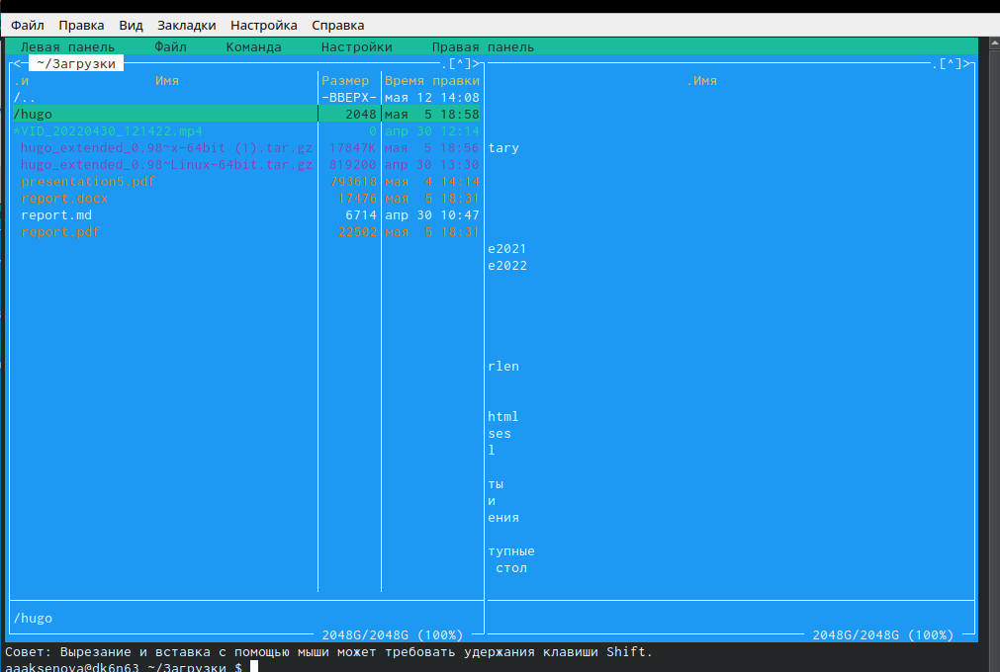 Файл Правка Вид Закладки Настройка Справка
Левая панель Файл Команда Настройки Правая панель
<─ ~/Загрузки .[^]> .[^]>
.и Имя Размер Время правки .Имя
/.. -ВВЕРХ- мая 12 14:08
/hugo 2048 мая 5 18:58
*VID_20220430_121422.mp4 0 апр 30 12:14
hugo_extended_0.98~x-64bit (1).tar.gz 17847K мая 5 18:56 tary
hugo_extended_0.98~Linux-64bit.tar.gz 819200 апр 30 13:30
presentation5.pdf 793618 мая 4 14:14
report.docx 17476 мая 5 18:31
report.md 6714 апр 30 10:47
report.pdf 22502 мая 5 18:31
e2021
e2022
rlen
html
ses
l
ты
и
ения
тупные
стол
/hugo
2048G/2048G (100%) 2048G/2048G (100%)
Совет: Вырезание и вставка с помощью мыши может требовать удержания клавиши Shift.
aaaksenova@dk6n63 ~/Загрузки $